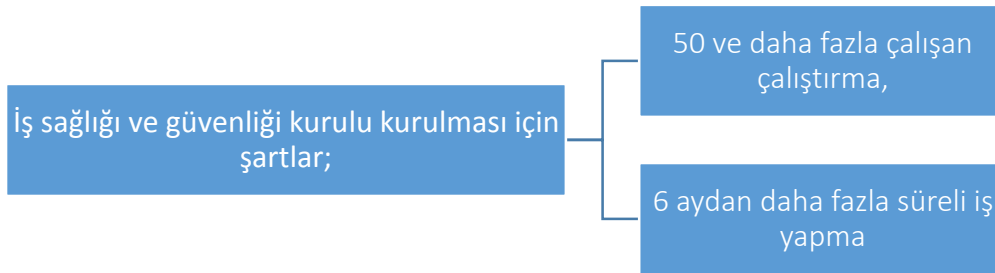 İş sağlığı ve güvenliği kurulu kurulması için
şartlar;
50 ve daha fazla çalışan
çalıştırma,
6 aydan daha fazla süreli iş
yapma